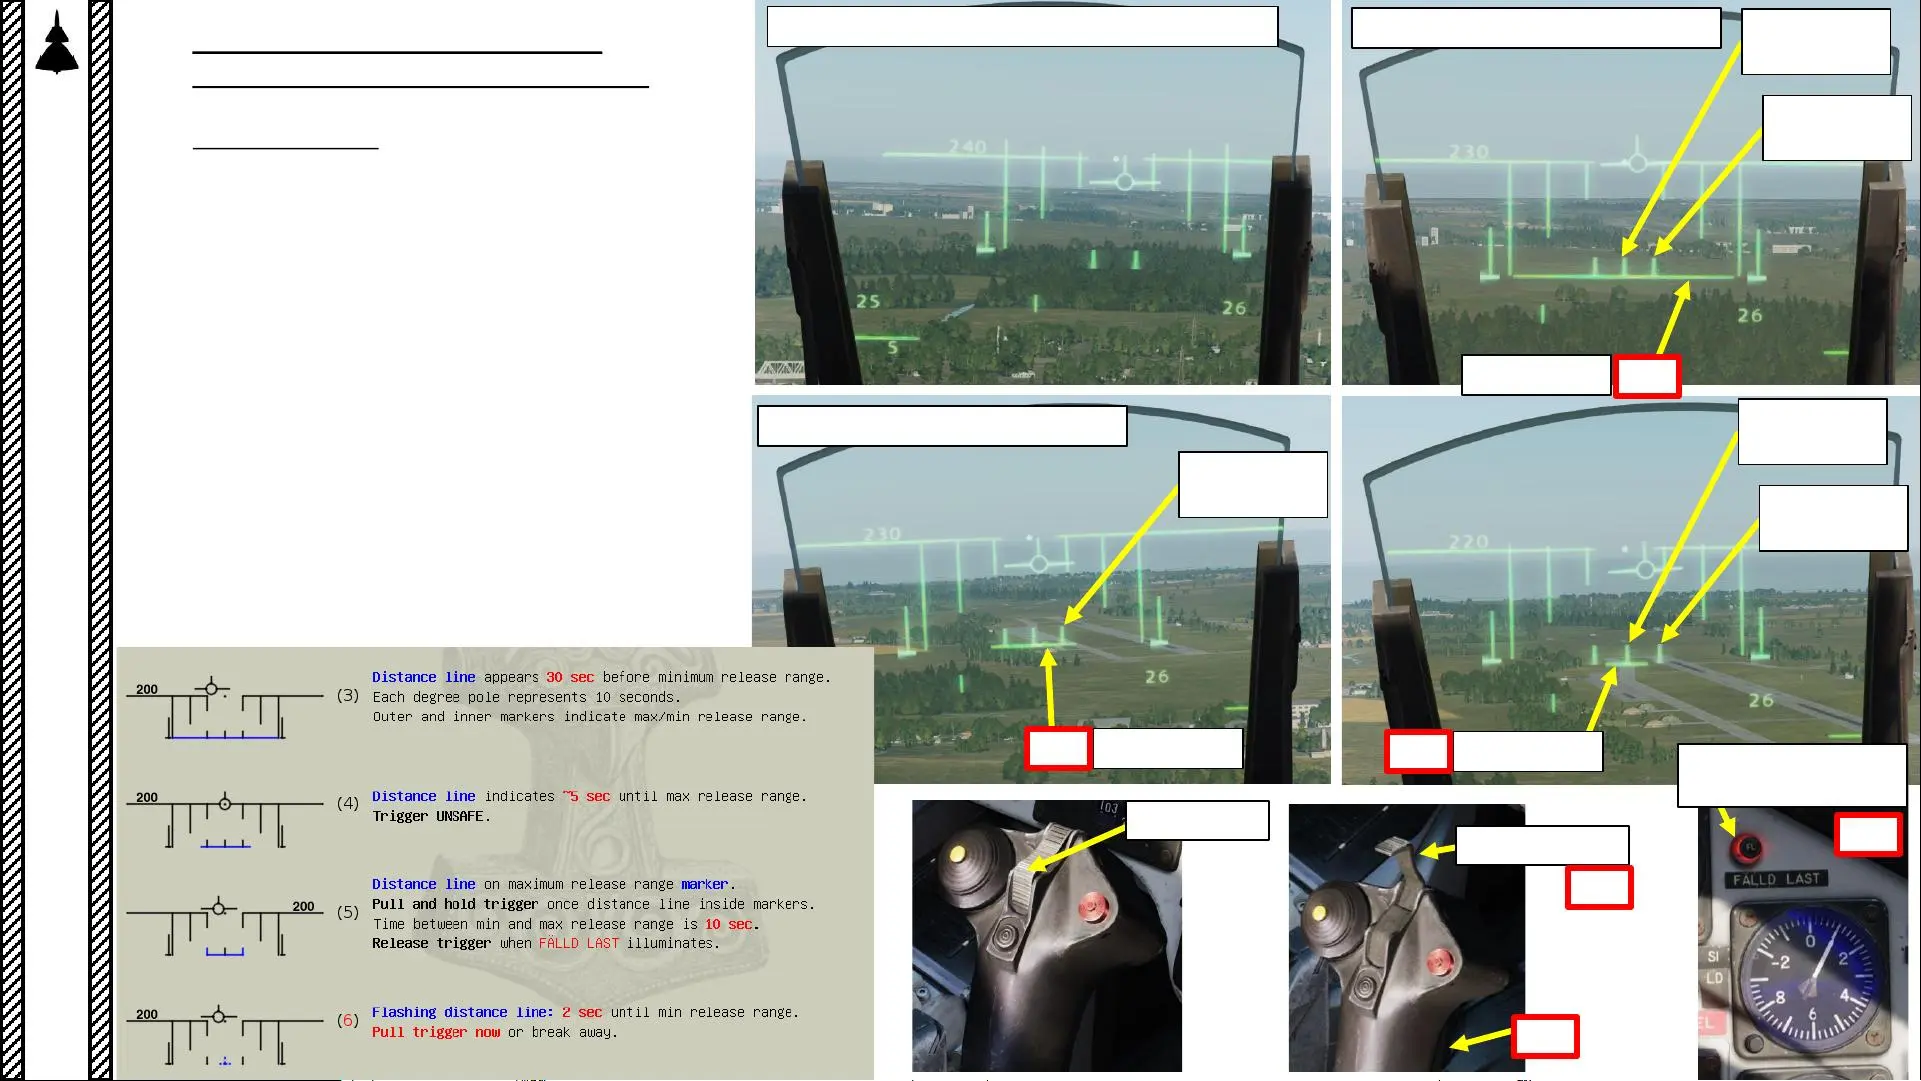 240
25
26
5
230
26
230
26
220
26
200
(3)
Distance line appears 30 sec before minimum release range.
Each degree pole represents 10 seconds.
Outer and inner markers indicate max/min release range.
200
(4)
Distance line indicates ~5 sec until max release range.
Trigger UNSAFE.
200
(5)
Distance line on maximum release range marker.
Pull and hold trigger once distance line inside markers.
Time between min and max release range is 10 sec.
Release trigger when FÄLLD LAST illuminates.
200
(6)
Flashing distance line: 2 sec until min release range.
Pull trigger now or break away.
FL
FÄLLD LAST
SI
LD
EL
0
2
4
6
8
-2